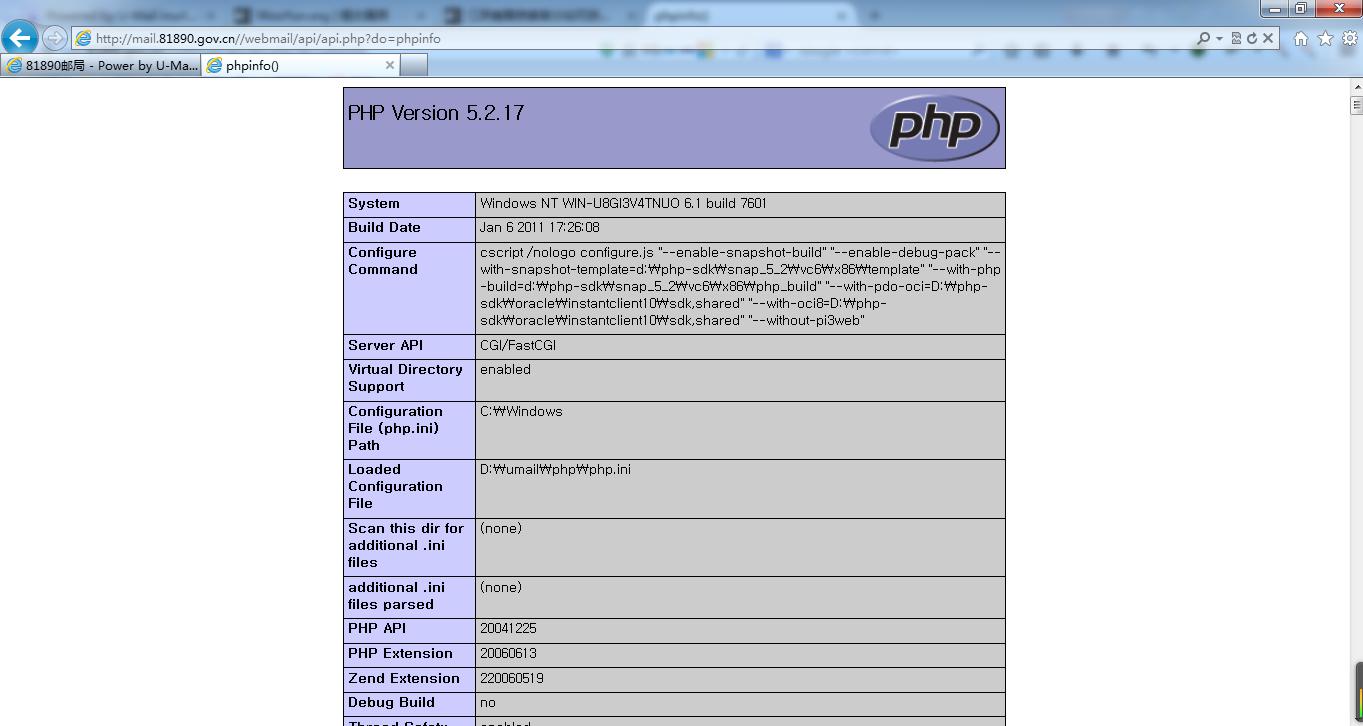 http://mail.81890.gov.cn//webmail/api/api.php?do=phpinfo
81890邮局 - Power by U-Ma...
phpinfo()
PHP Version 5.2.17
php
System
Windows NT WIN-U8GI3V4TNUO 6.1 build 7601
Build Date
Jan 6 2011 17:26:08
Configure
Command
cscript /nologo configure.js "--enable-snapshot-build" "--enable-debug-pack" "--
with-snapshot-template=d:₩php-sdk₩snap_5_2₩vc6₩x86₩template" "--with-php
-build=d:₩php-sdk₩snap_5_2₩vc6₩x86₩php_build" "--with-pdo-oci=D:₩php-
sdk₩oracle₩instantclient10₩sdk,shared" "--with-oci8=D:₩php-
sdk₩oracle₩instantclient10₩sdk,shared" "--without-pi3web"
Server API
CGI/FastCGI
Virtual Directory
Support
enabled
Configuration
File (php.ini)
Path
C:₩Windows
Loaded
Configuration
File
D:₩umail₩php₩php.ini
Scan this dir for
additional .ini
files
(none)
additional .ini
files parsed
(none)
PHP API
20041225
PHP Extension
20060613
Zend Extension
220060519
Debug Build
no
Thread Safety
enabled